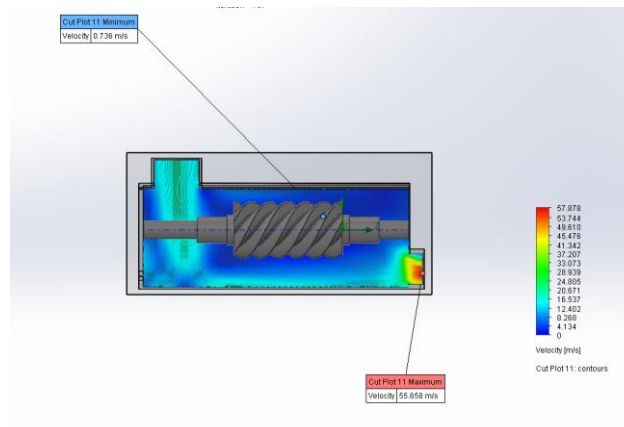 Cut Plot 11 Minimum
Velocity 0.736 m/s
57.878
53.744
49.610
45.476
41.342
37.207
33.073
28.939
24.805
20.671
16.537
12.402
8.268
4.134
0
Velocity [m/s]
Cut Plot 11: contours
Cut Plot 11 Maximum
Velocity 55.658 m/s